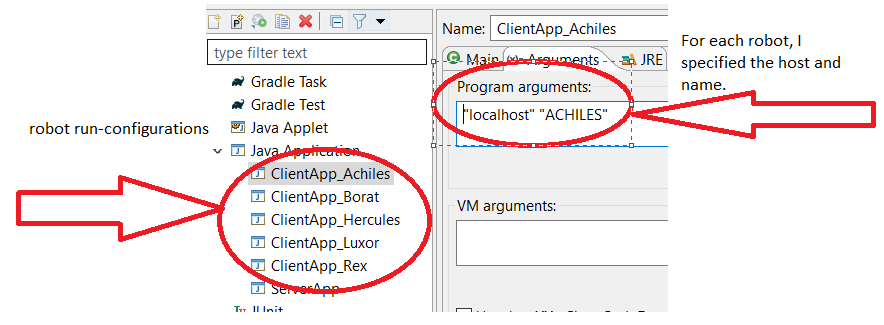 Name: ClientApp_Achiles
type filter text
Main (x)= Arguments JRE
For each robot, I
specified the host and
name.
Gradle Task
Gradle Test
Program arguments:
"localhost" "ACHILES"
robot run-configurations
Java Applet
Java Application
ClientApp_Achiles
ClientApp_Borat
ClientApp_Hercules
ClientApp_Luxor
ClientApp_Rex
ServerApp
JUnit
VM arguments: